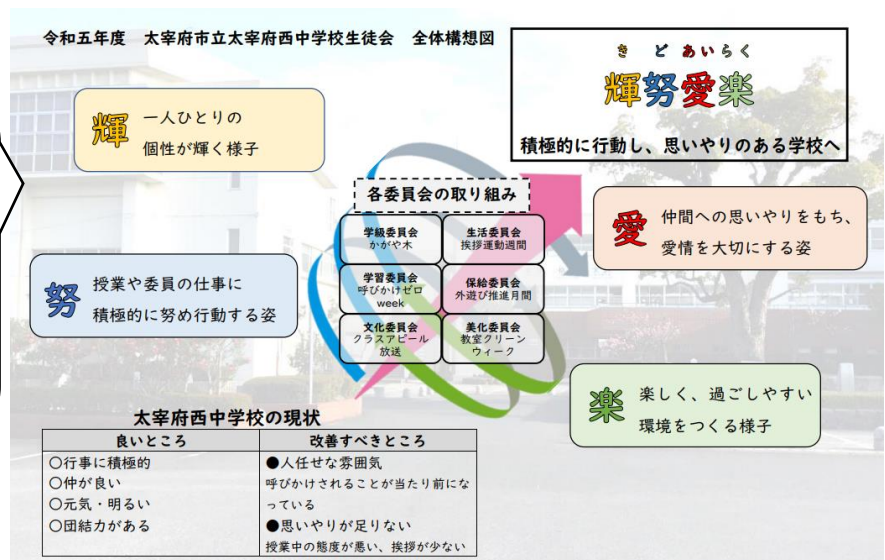 令和五年度　太宰府市立太宰府西中学校生徒会　全体構想図
き　ど　あい　らく
輝努愛楽
積極的に行動し、思いやりのある学校へ
輝
一人ひとりの
個性が輝く様子
努
授業や委員の仕事に
積極的に努め行動する姿
各委員会の取り組み
学級委員会
かがや木
生活委員会
挨拶運動週間
学習委員会
呼びかけゼロ
week
保給委員会
外遊び推進月間
文化委員会
クラスアピール
放送
美化委員会
教室クリーン
ウィーク
愛
仲間への思いやりをもち、
愛情を大切にする姿
楽
楽しく、過ごしやすい
環境をつくる様子
太宰府西中学校の現状
良いところ
○行事に積極的
○仲が良い
○元気・明るい
○団結力がある
改善すべきところ
●人任せな雰囲気
呼びかけされることが当たり前にな
っている
●思いやりが足りない
授業中の態度が悪い、挨拶が少ない